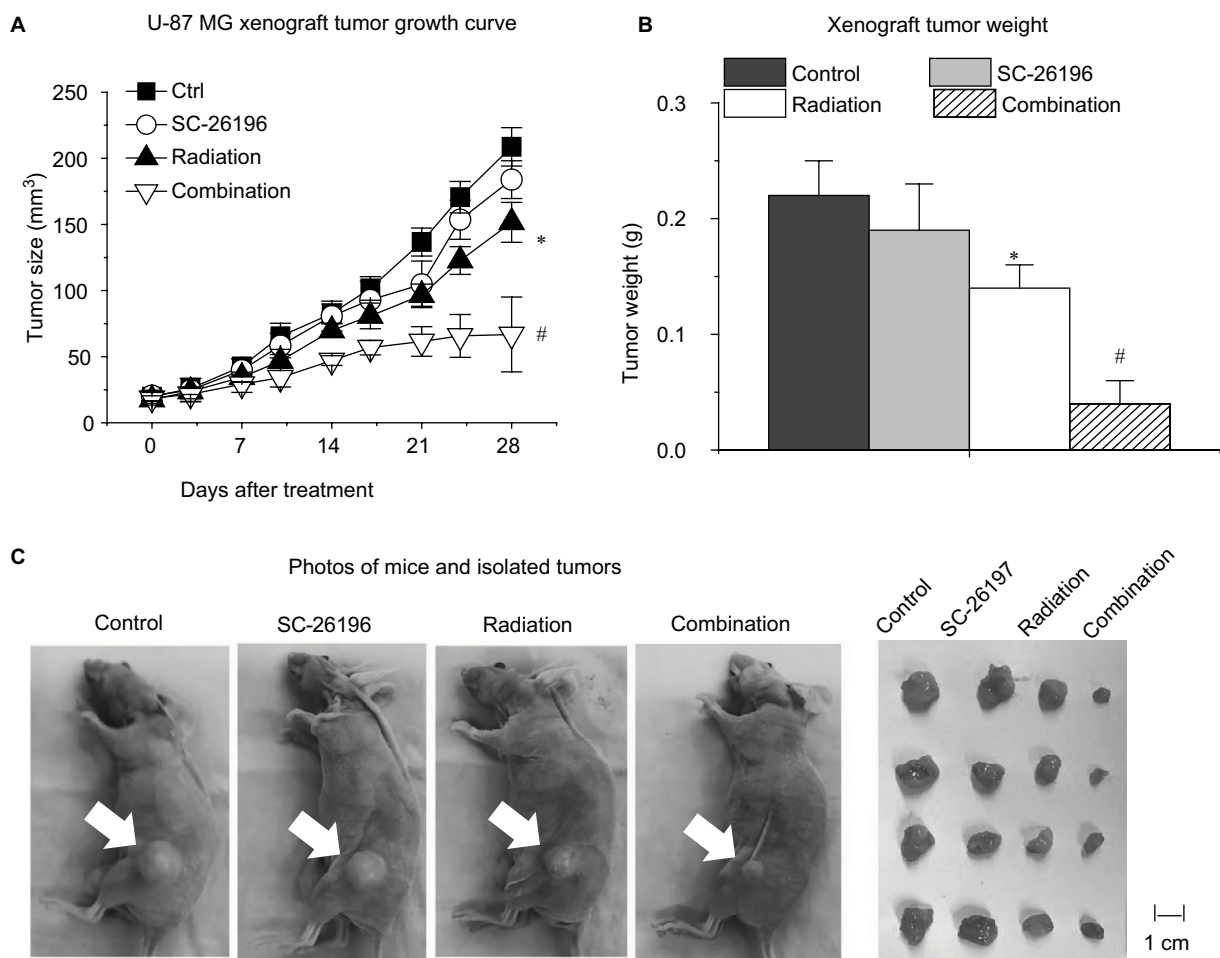 A
U-87 MG xenograft tumor growth curve
Ctrl
SC-26196
Radiation
Combination
250
200
150
100
50
0
Tumor size (mm³)
*
#
0 7 14 21 28
Days after treatment
B
Xenograft tumor weight
Control SC-26196
Radiation Combination
0.3
0.2
0.1
0.0
Tumor weight (g)
*
#
C
Photos of mice and isolated tumors
Control SC-26196 Radiation Combination
Control SC-26197 Radiation Combination
1 cm